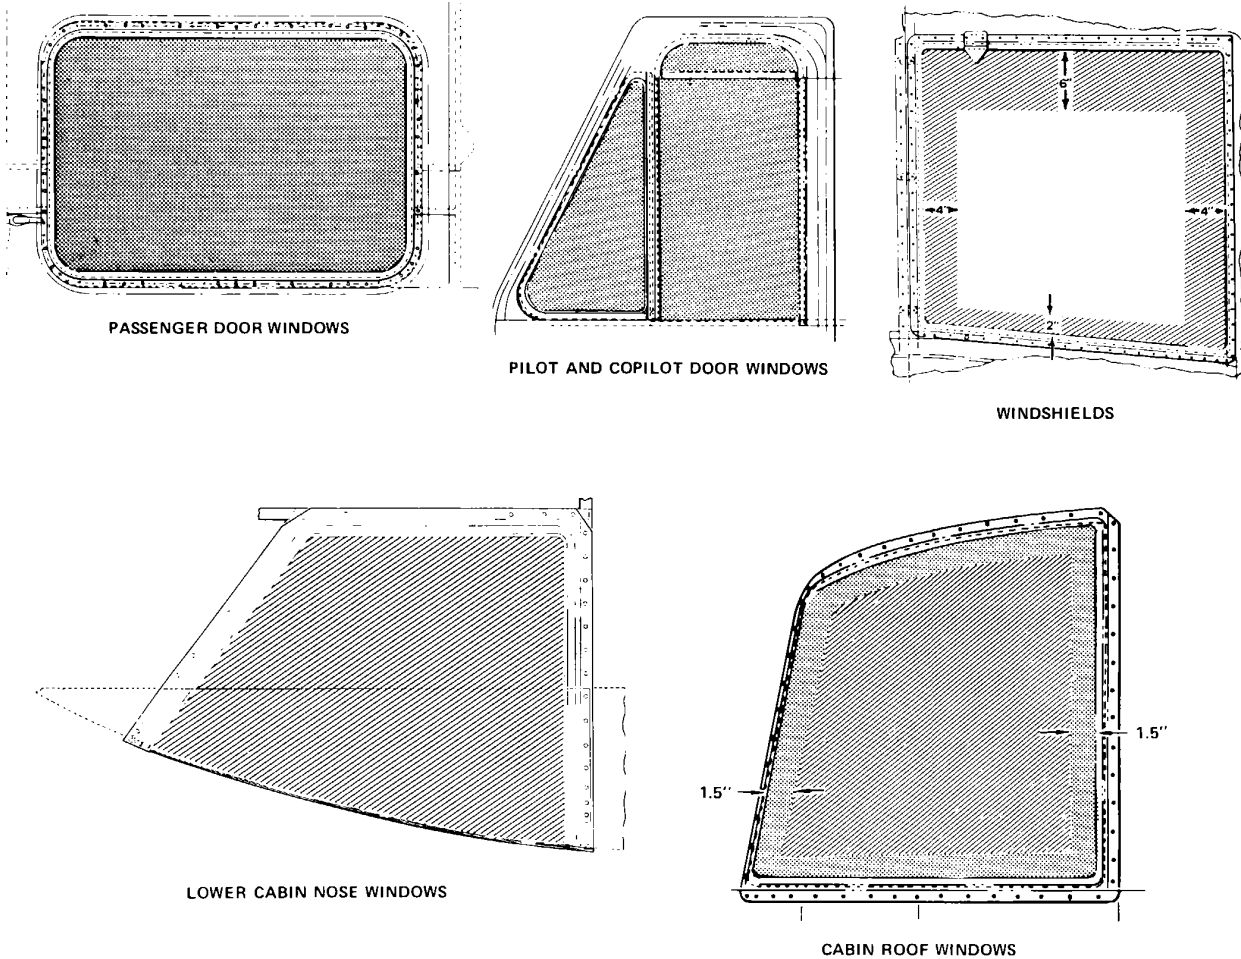 6"
4"
4"
2"
PASSENGER DOOR WINDOWS
PILOT AND COPILOT DOOR WINDOWS
WINDSHIELDS
1.5"
1.5"
LOWER CABIN NOSE WINDOWS
CABIN ROOF WINDOWS